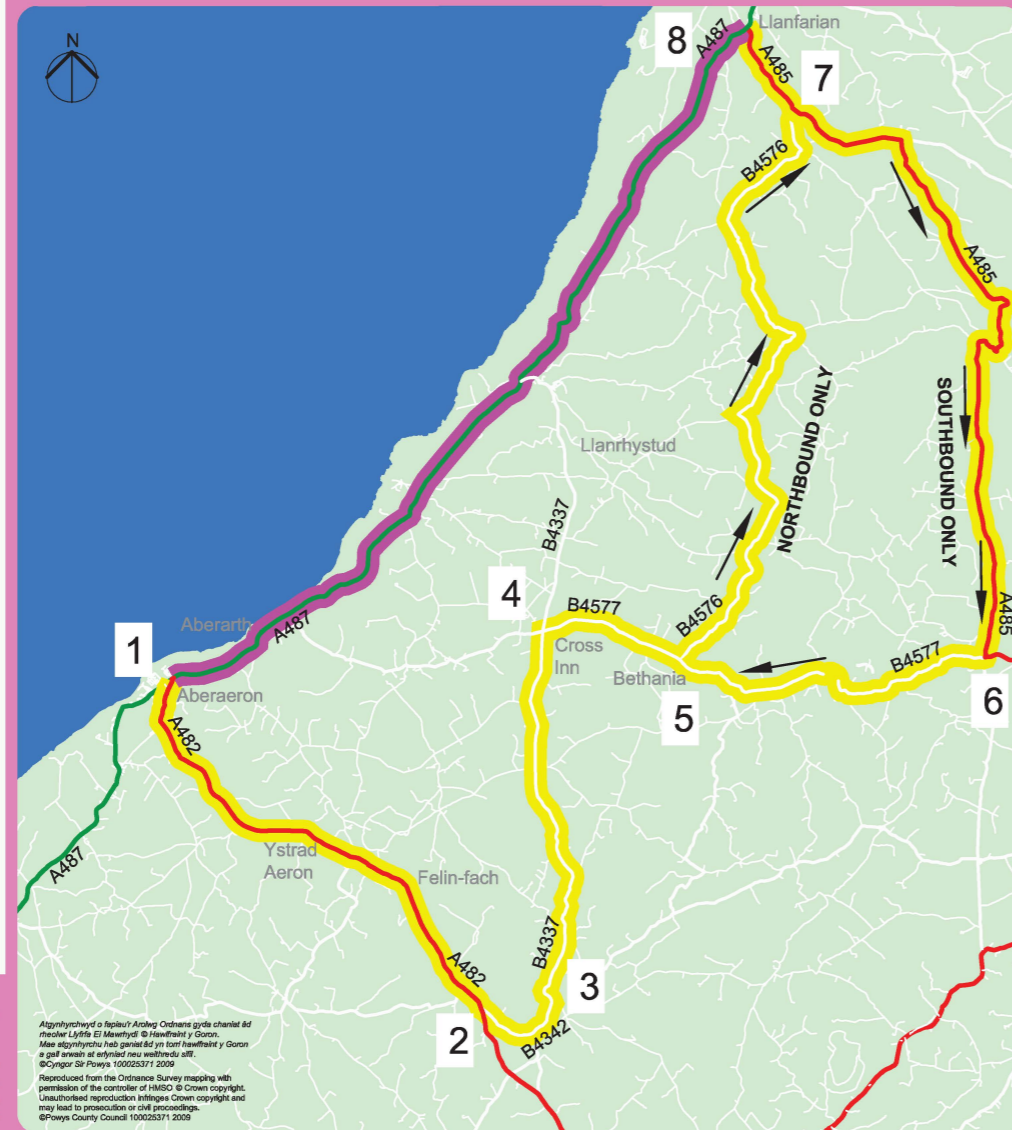 N
8
A487
Llanfarian
A485
7
B4576
A485
NORTHBOUND ONLY
SOUTHBOUND ONLY
Llanrhystud
B4337
4
B4577
Aberarth
A487
Cross
Inn
B4576
A485
1
Bethania
B4577
Aberaeron
5
6
A482
A487
Ystrad
Aeron
Felin-fach
B4337
A482
3
2
B4342
Atgynhyrchwyd o fapiau'r Arolwg Ordnans gyda chaniat âd
rheolwr Llyfrfa Ei Mawrhydi © Hawlfraint y Goron.
Mae atgynhyrchu heb ganiat âd yn torri hawlfraint y Goron
a gall arwain at erlyniad neu weithredu sifil.
©Cyngor Sir Powys 100025371 2009
Reproduced from the Ordnance Survey mapping with
permission of the controller of HMSO © Crown copyright.
Unauthorised reproduction infringes Crown copyright and
may lead to prosecution or civil proceedings.
©Powys County Council 100025371 2009